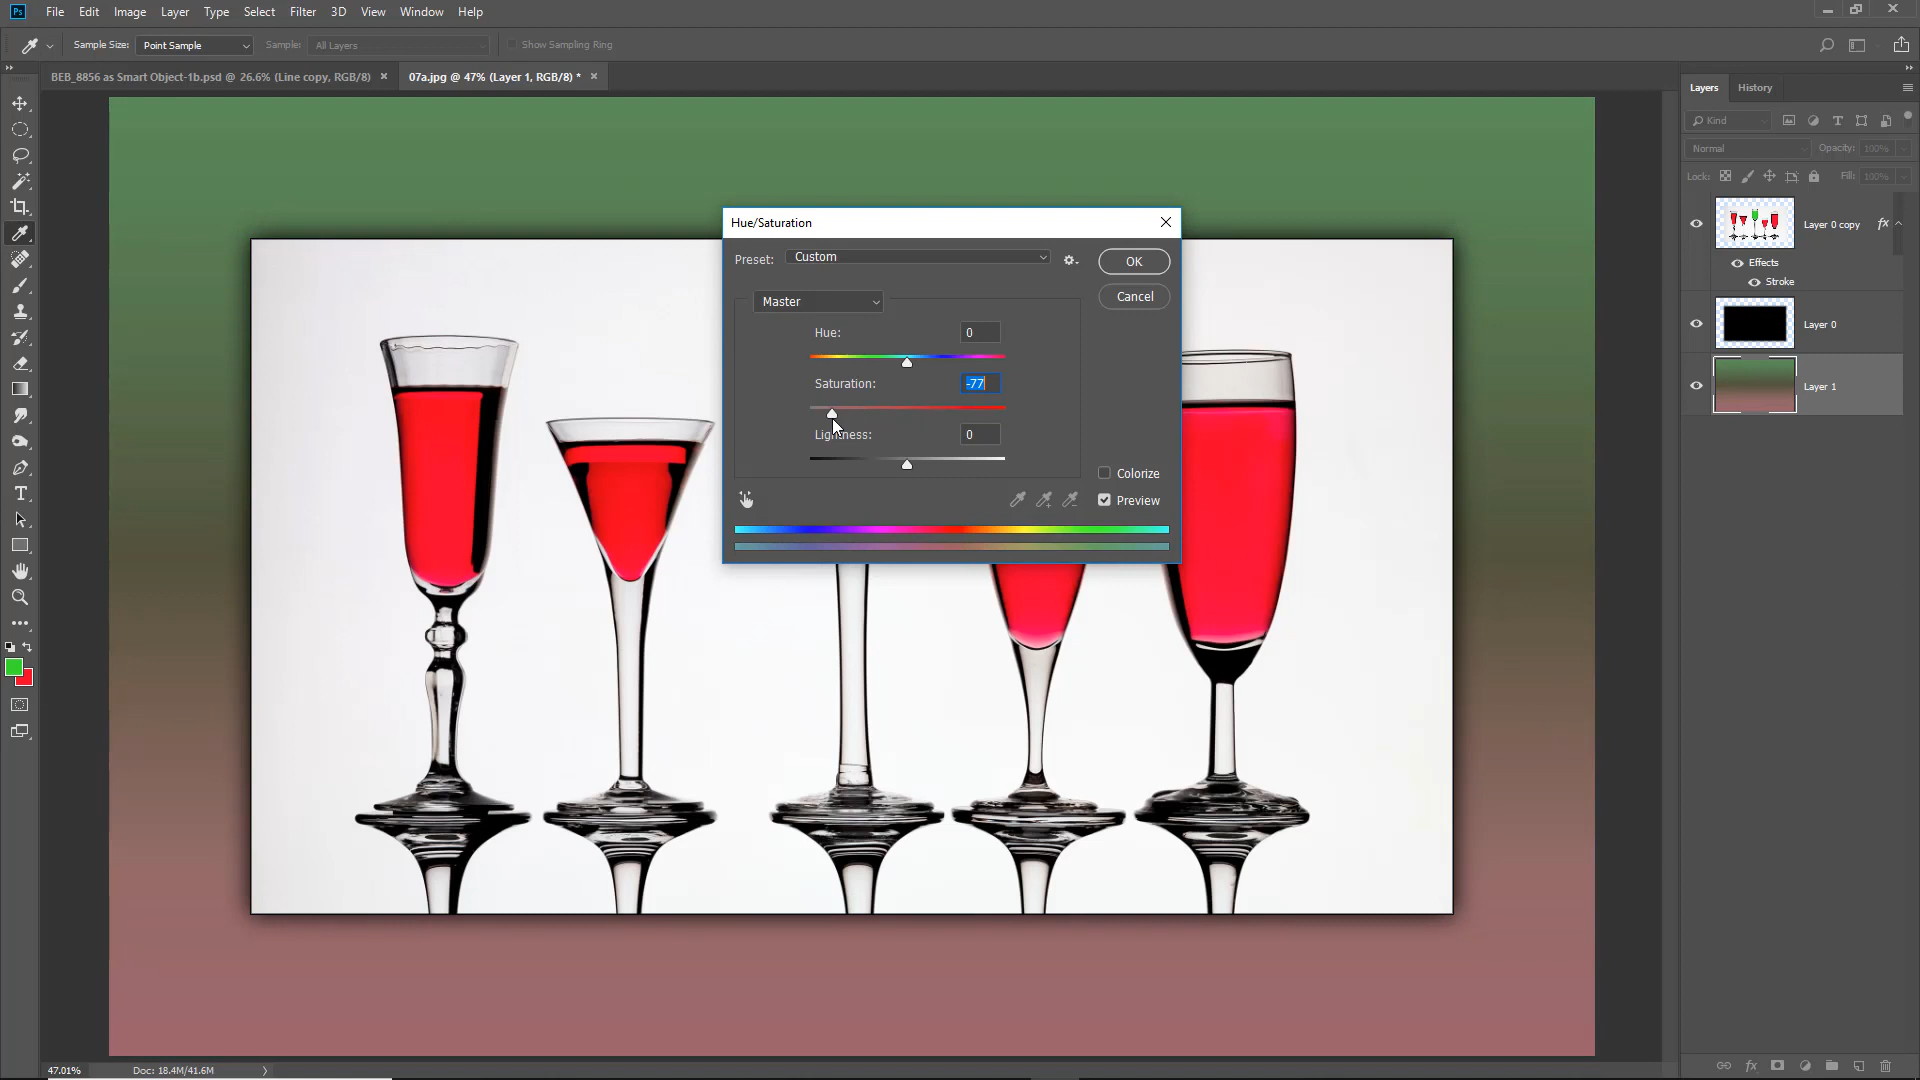 Ps File Edit Image Layer Type Select Filter 3D View Window Help
Sample Size: Point Sample Sample: All Layers Show Sampling Ring
BEB_8856 as Smart Object-1b.psd @ 26.6% (Line copy, RGB/8) × 07a.jpg @ 47% (Layer 1, RGB/8) * ×
Layers History
Kind
Normal Opacity: 100%
Lock: Fill: 100%
Layer 0 copy fx
Effects
Stroke
Layer 0
Layer 1
Hue/Saturation
Preset: Custom
OK
Cancel
Master
Hue: 0
Saturation: -77
Lightness: 0
Colorize
Preview
47.01% Doc: 18.4M/41.6M